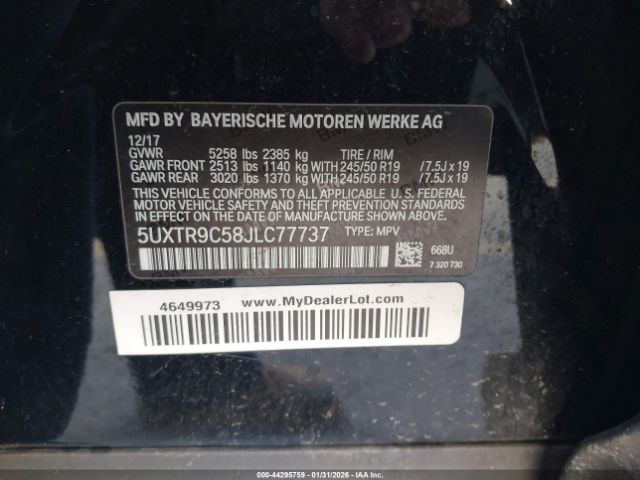 MFD BY BAYERISCHE MOTOREN WERKE AG
12/17
GVWR 5258 lbs 2385 kg TIRE / RIM
GAWR FRONT 2513 lbs 1140 kg WITH 245/50 R19 / 7.5J x 19
GAWR REAR 3020 lbs 1370 kg WITH 245/50 R19 / 7.5J x 19
THIS VEHICLE CONFORMS TO ALL APPLICABLE U.S. FEDERAL
MOTOR VEHICLE SAFETY AND THEFT PREVENTION STANDARDS
IN EFFECT ON THE DATE OF MANUFACTURE SHOWN ABOVE.
5UXTR9C58JLC77737 TYPE: MPV
668U
7 320 730
4649973 www.MyDealerLot.com
000-44295759 - 01/31/2026 - COPYRIGHT IAA, LLC.